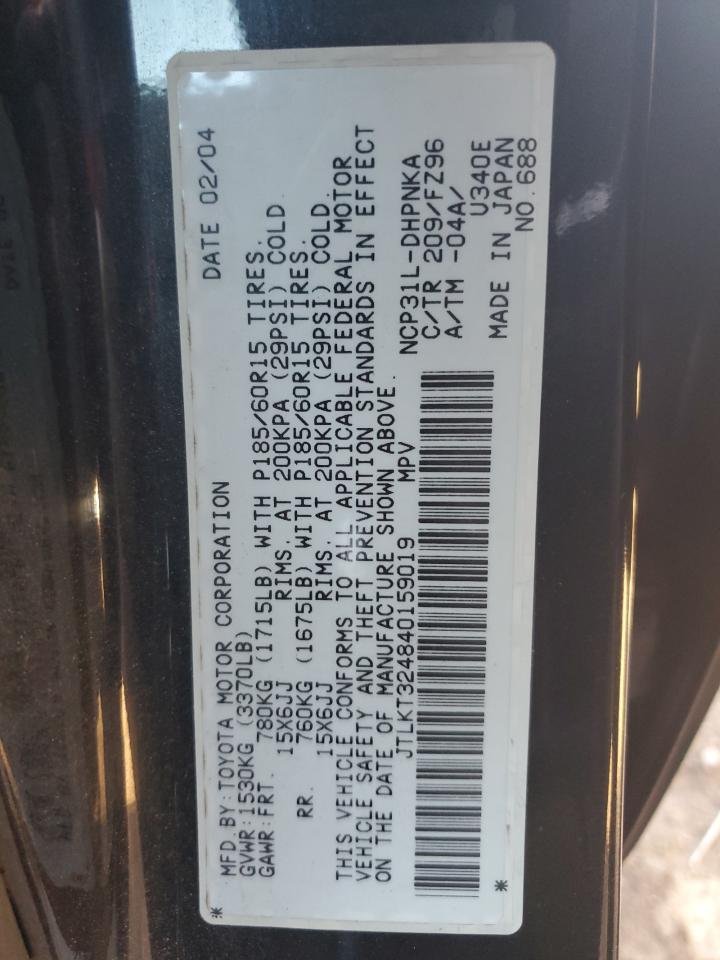 MFD. BY: TOYOTA MOTOR CORPORATION DATE 02/04
GVWR: 1530KG (3370LB)
GAWR: FRT. 780KG (1715LB) WITH P185/60R15 TIRES.
15X6JJ RIMS. AT 200KPA (29PSI) COLD.
RR. 760KG (1675LB) WITH P185/60R15 TIRES.
15X6JJ RIMS. AT 200KPA (29PSI) COLD.
THIS VEHICLE CONFORMS TO ALL APPLICABLE FEDERAL MOTOR
VEHICLE SAFETY AND THEFT PREVENTION STANDARDS IN EFFECT
ON THE DATE OF MANUFACTURE SHOWN ABOVE.
JTLKT324840159019 MPV
NCP31L-DHPNKA
C/TR 209/FZ96
A/TM -04A/
U340E
MADE IN JAPAN
NO. 688
* *